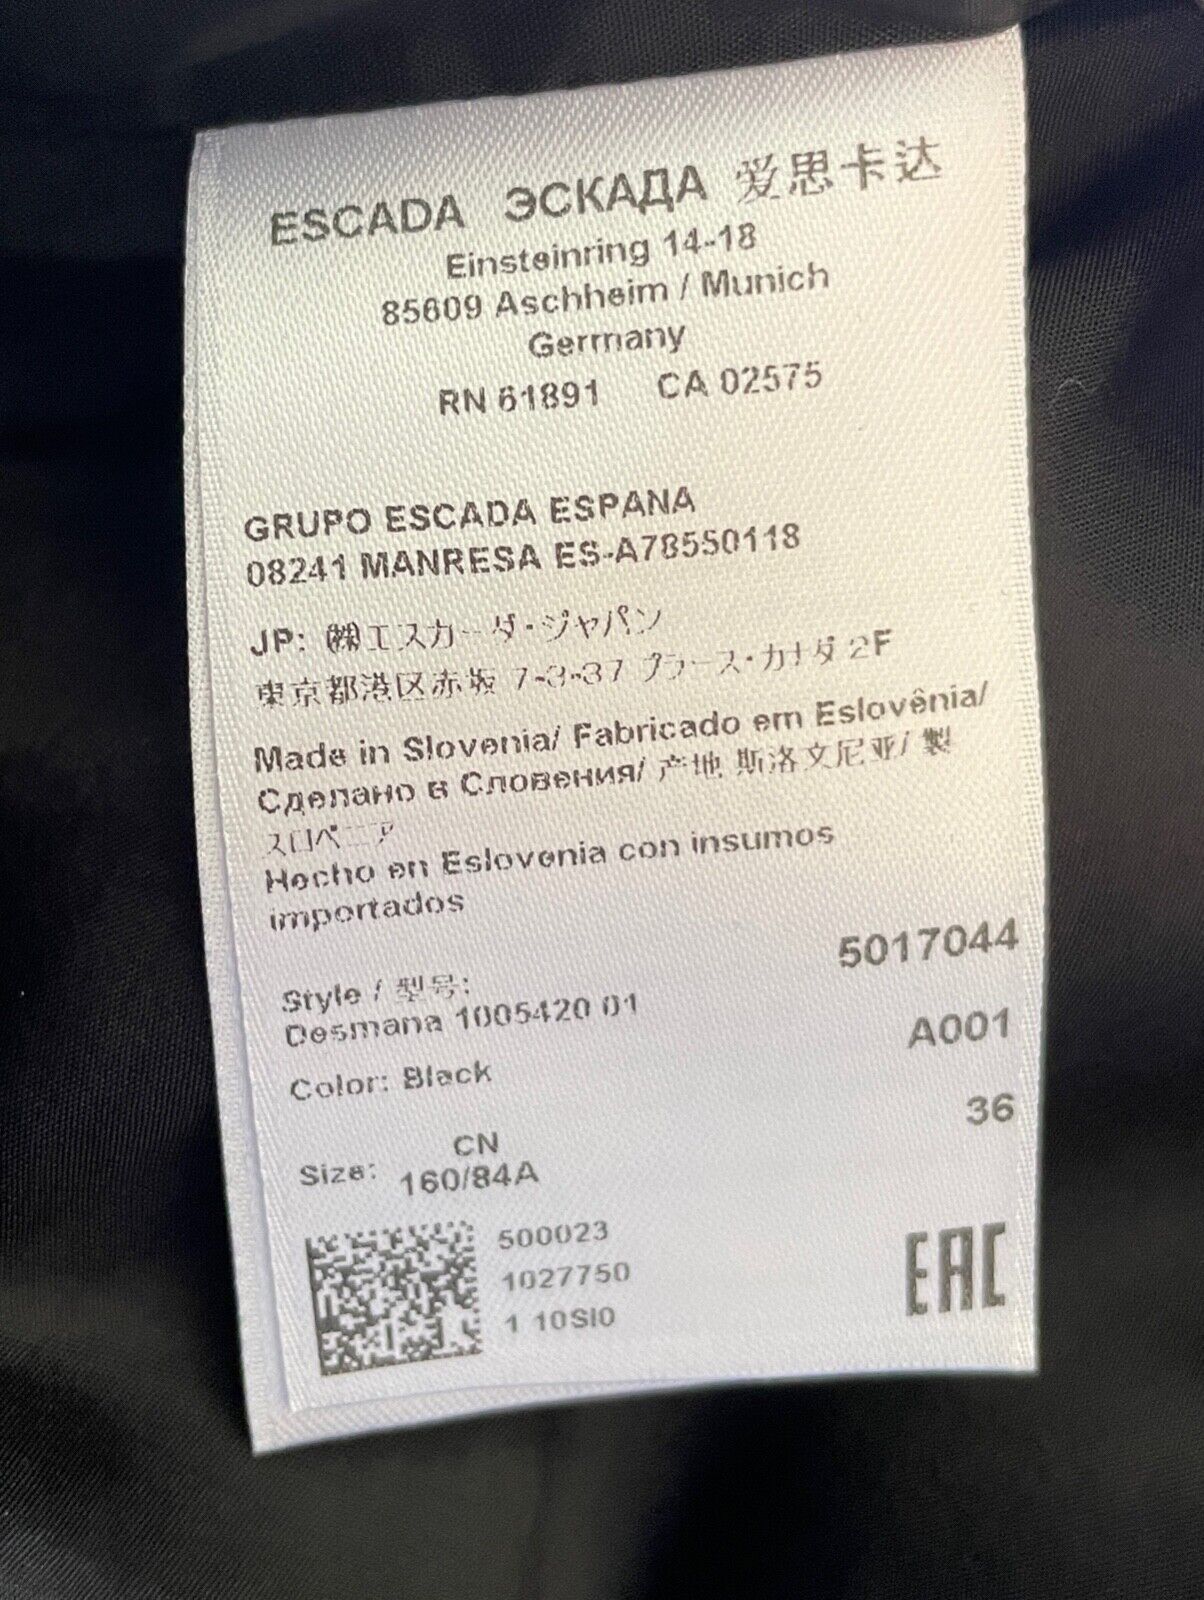 ESCADA ЭСКАДА 爱思卡达
Einsteinring 14-18
85609 Aschheim / Munich
Germany
RN 61891 CA 02575
GRUPO ESCADA ESPANA
08241 MANRESA ES-A78550118
JP: ㈱エスカーダ・ジャパン
東京都港区赤坂 7-3-37 プラース・カナダ 2F
Made in Slovenia/ Fabricado em Eslovênia/
Сделано в Словения/ 产地 斯洛文尼亚/ 製
スロベニア
Hecho en Eslovenia con insumos
importados
5017044
Style / 型号:
Desmana 1005420 01
A001
Color: Black
36
CN
Size: 160/84A
500023
1027750
1 10SI0
EAC